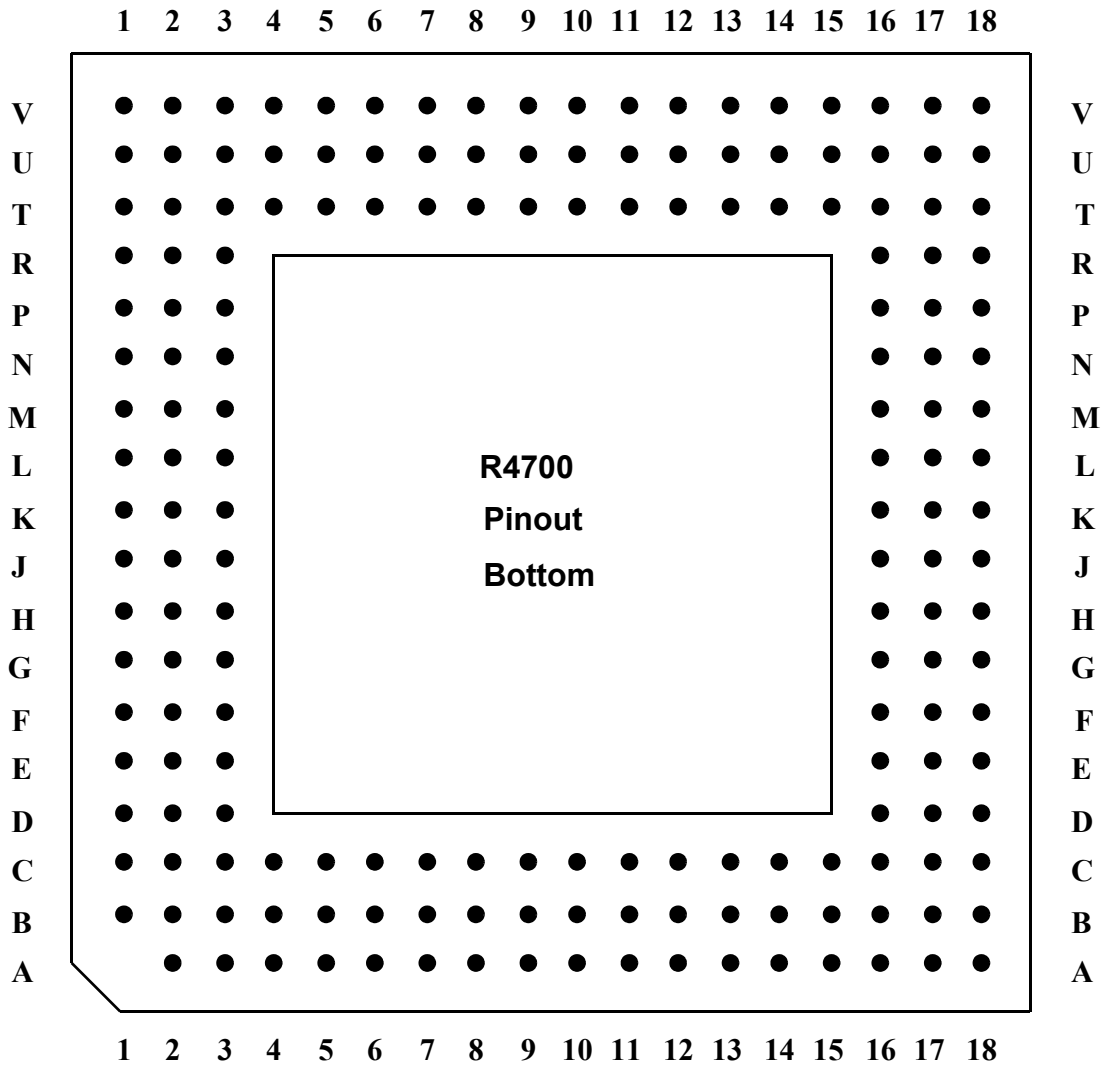 1 2 3 4 5 6 7 8 9 10 11 12 13 14 15 16 17 18
V V
U U
T T
R R
P P
N N
M M
L R4700 L
K Pinout K
J Bottom J
H H
G G
F F
E E
D D
C C
B B
A A
1 2 3 4 5 6 7 8 9 10 11 12 13 14 15 16 17 18